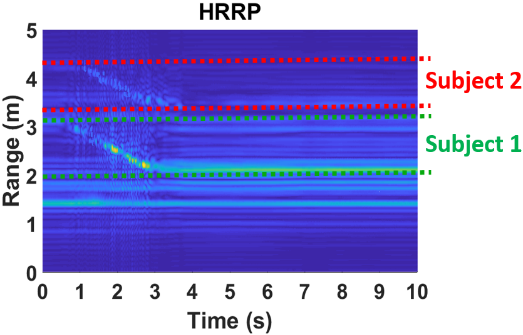 HRRP
Range (m)
5
4
3
2
1
0
Subject 2
Subject 1
0 1 2 3 4 5 6 7 8 9 10
Time (s)